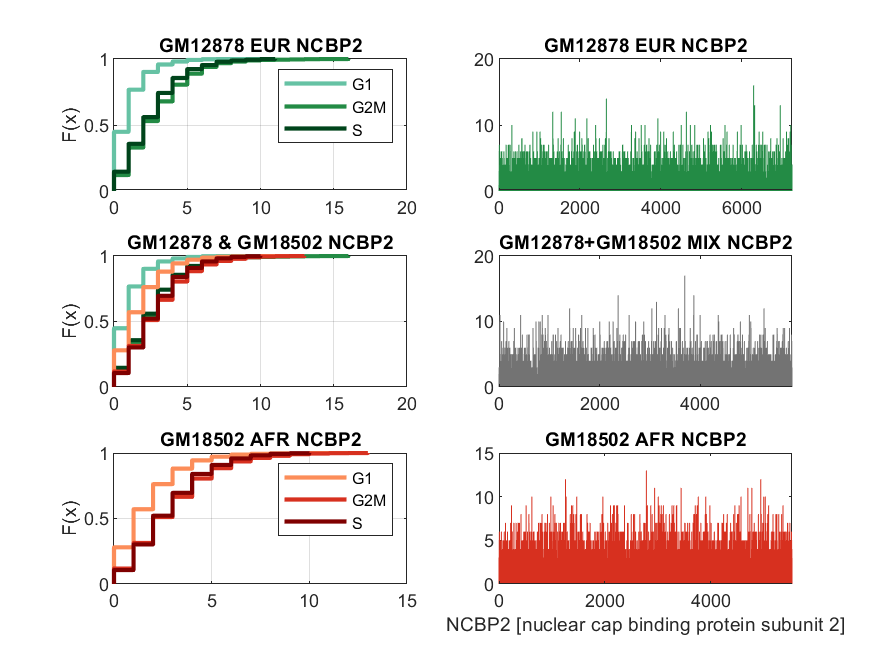 GM12878 EUR NCBP2
1
0.5
0
F(x)
0 5 10 15 20
G1
G2M
S
GM12878 EUR NCBP2
20
10
0
0 2000 4000 6000
GM12878 & GM18502 NCBP2
1
0.5
0
F(x)
0 5 10 15 20
GM12878+GM18502 MIX NCBP2
20
10
0
0 2000 4000
GM18502 AFR NCBP2
1
0.5
0
F(x)
0 5 10 15
G1
G2M
S
GM18502 AFR NCBP2
15
10
5
0
0 2000 4000
NCBP2 [nuclear cap binding protein subunit 2]